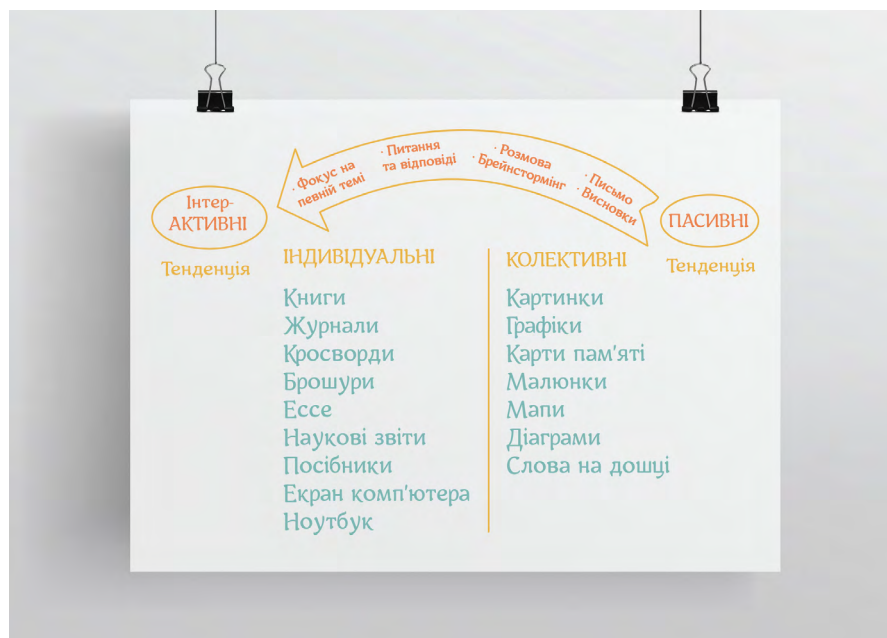 · Фокус на
певній темі
· Питання
та відповіді
· Розмова
· Брейнстормінг
· Письмо
· Висновки
Інтер-
АКТИВНІ
Тенденція
ПАСИВНІ
Тенденція
ІНДИВІДУАЛЬНІ
Книги
Журнали
Кросворди
Брошури
Ессе
Наукові звіти
Посібники
Екран комп'ютера
Ноутбук
КОЛЕКТИВНІ
Картинки
Графіки
Карти пам'яті
Малюнки
Мапи
Діаграми
Слова на дошці